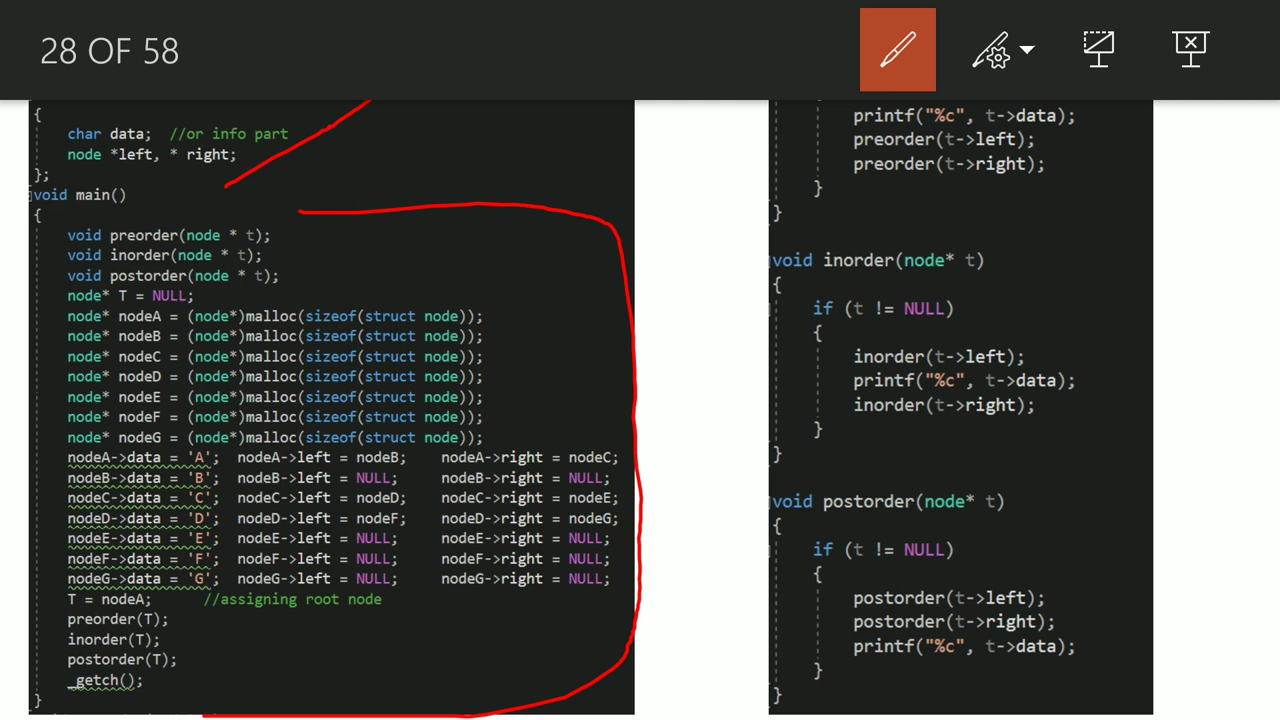 28 OF 58
{
char data; //or info part
node *left, * right;
};
void main()
{
void preorder(node * t);
void inorder(node * t);
void postorder(node * t);
node* T = NULL;
node* nodeA = (node*)malloc(sizeof(struct node));
node* nodeB = (node*)malloc(sizeof(struct node));
node* nodeC = (node*)malloc(sizeof(struct node));
node* nodeD = (node*)malloc(sizeof(struct node));
node* nodeE = (node*)malloc(sizeof(struct node));
node* nodeF = (node*)malloc(sizeof(struct node));
node* nodeG = (node*)malloc(sizeof(struct node));
nodeA->data = 'A'; nodeA->left = nodeB; nodeA->right = nodeC;
nodeB->data = 'B'; nodeB->left = NULL; nodeB->right = NULL;
nodeC->data = 'C'; nodeC->left = nodeD; nodeC->right = nodeE;
nodeD->data = 'D'; nodeD->left = nodeF; nodeD->right = nodeG;
nodeE->data = 'E'; nodeE->left = NULL; nodeE->right = NULL;
nodeF->data = 'F'; nodeF->left = NULL; nodeF->right = NULL;
nodeG->data = 'G'; nodeG->left = NULL; nodeG->right = NULL;
T = nodeA; //assigning root node
preorder(T);
inorder(T);
postorder(T);
_getch();
}
printf("%c", t->data);
preorder(t->left);
preorder(t->right);
}
}
void inorder(node* t)
{
if (t != NULL)
{
inorder(t->left);
printf("%c", t->data);
inorder(t->right);
}
}
void postorder(node* t)
{
if (t != NULL)
{
postorder(t->left);
postorder(t->right);
printf("%c", t->data);
}
}